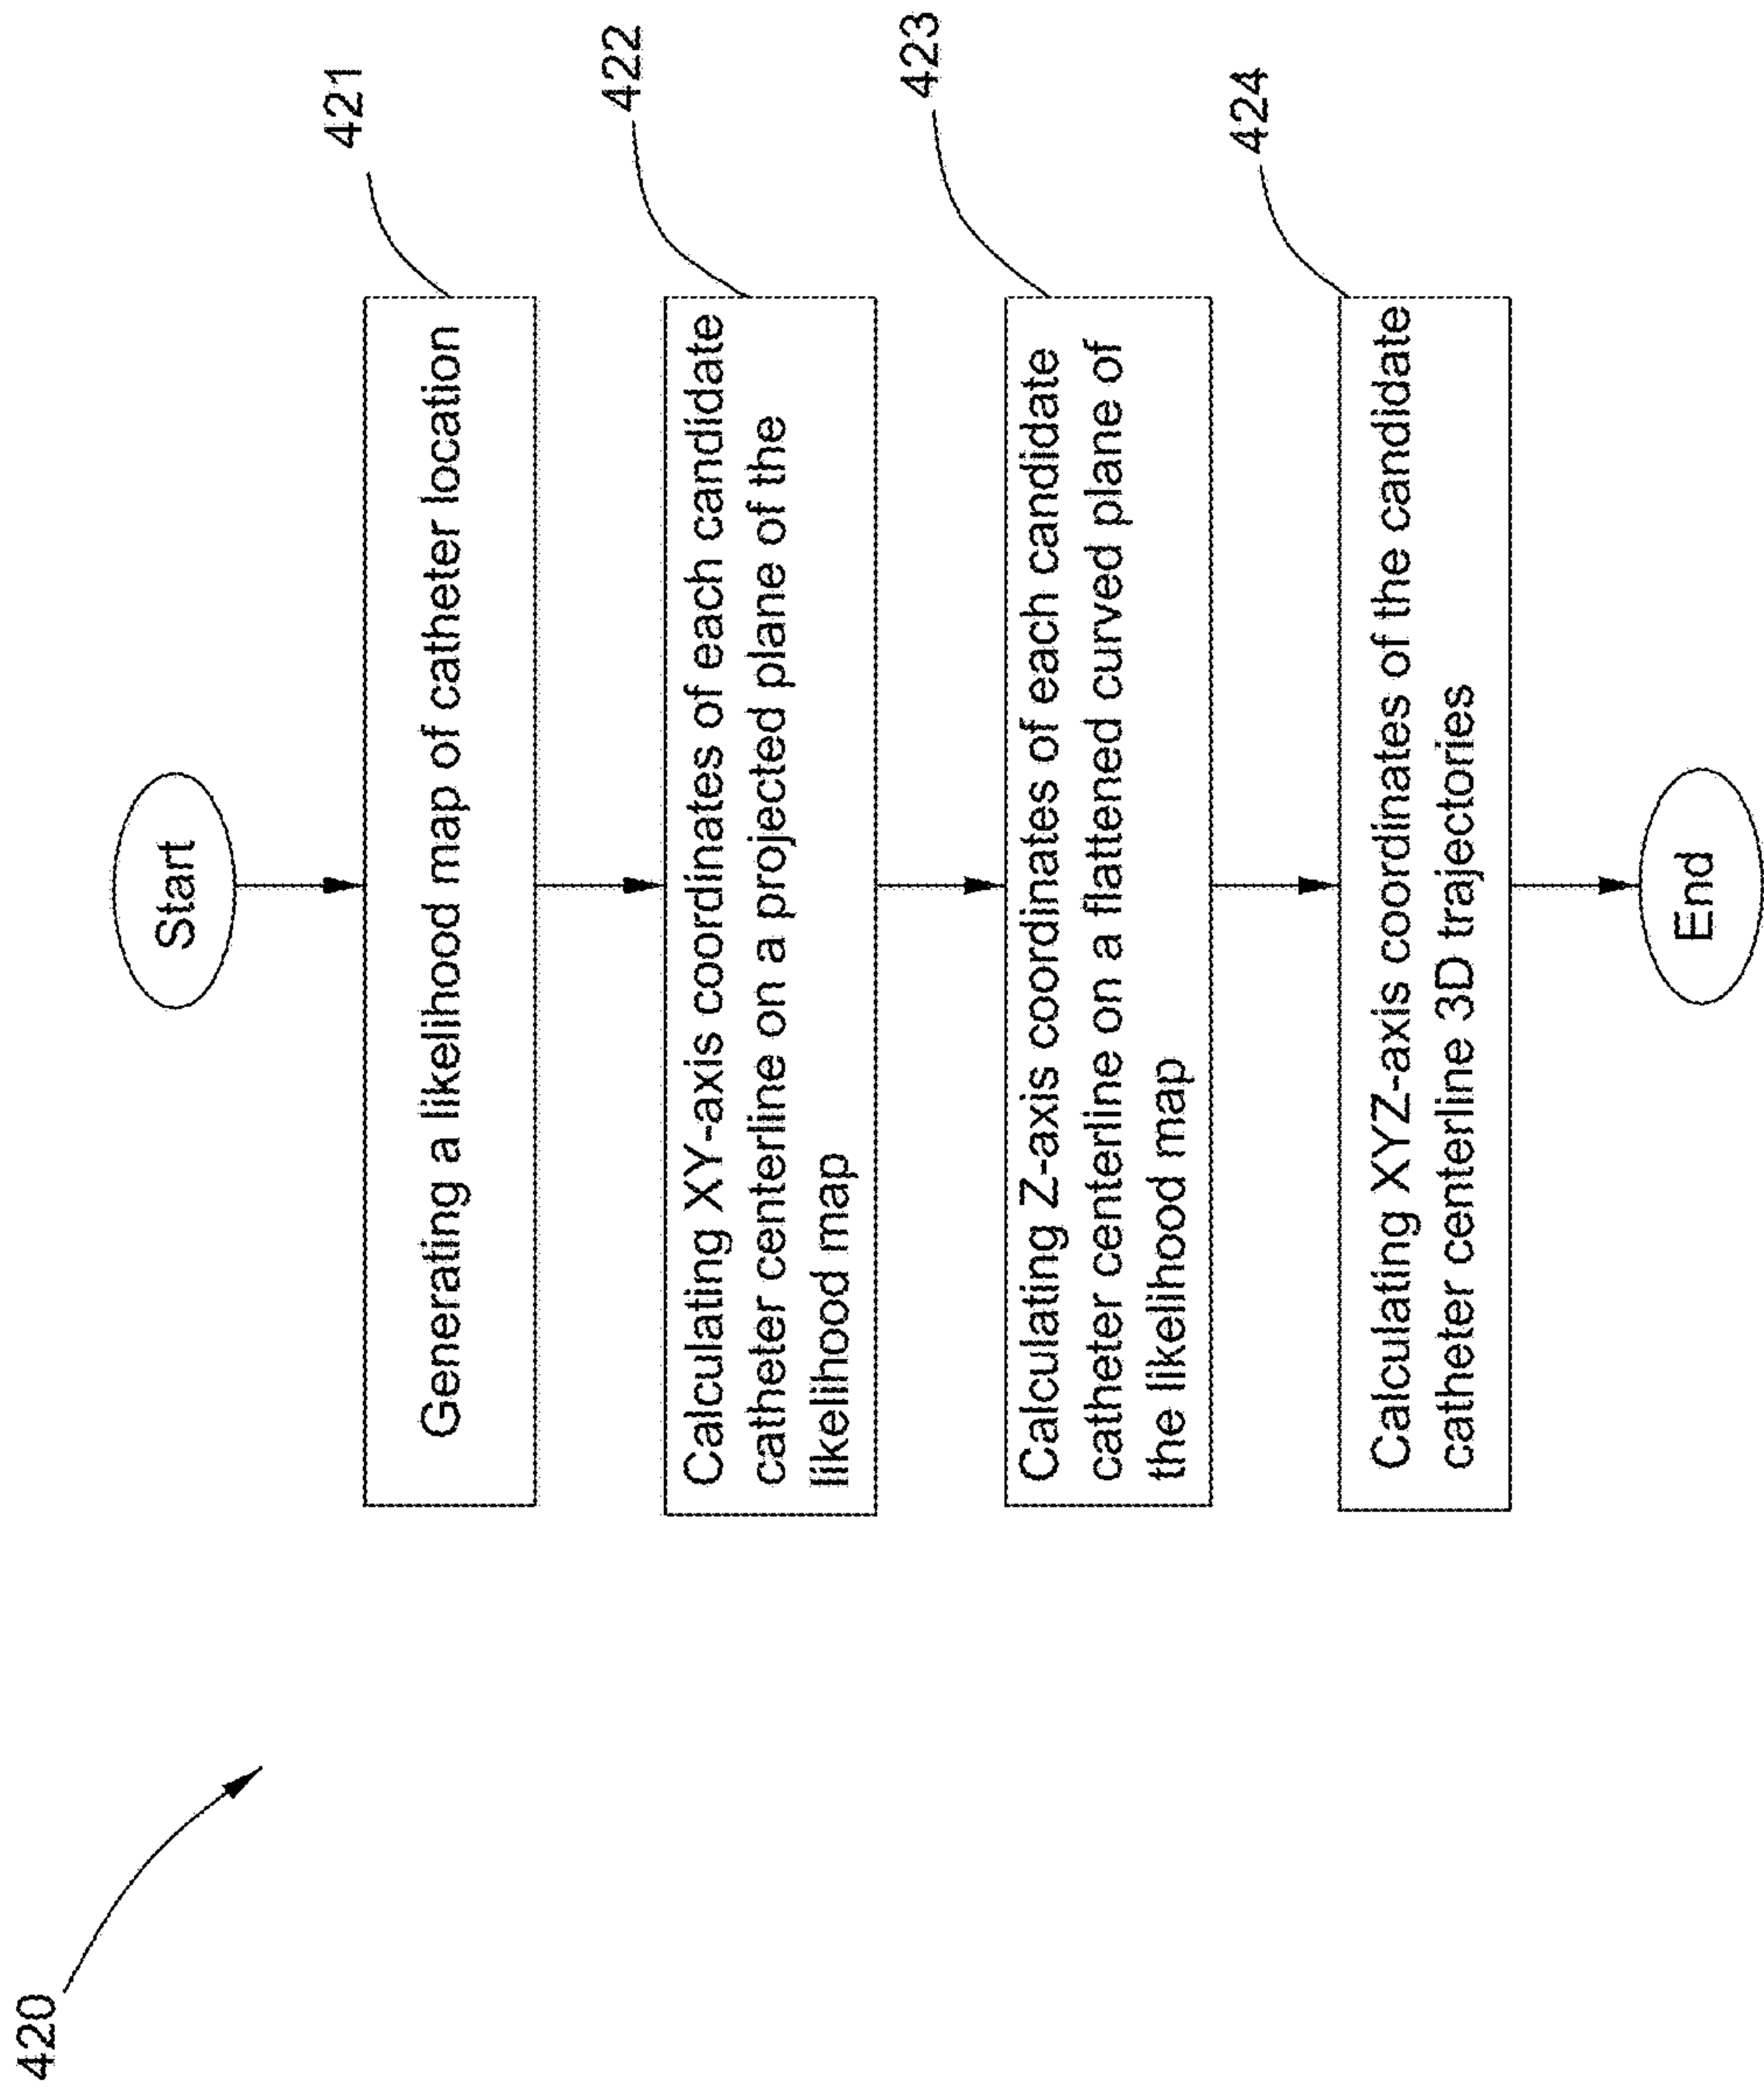 420
Start
421
Generating a likelihood map of catheter location
422
Calculating XY-axis coordinates of each candidate
catheter centerline on a projected plane of the
likelihood map
423
Calculating Z-axis coordinates of each candidate
catheter centerline on a flattened curved plane of
the likelihood map
424
Calculating XYZ-axis coordinates of the candidate
catheter centerline 3D trajectories
End